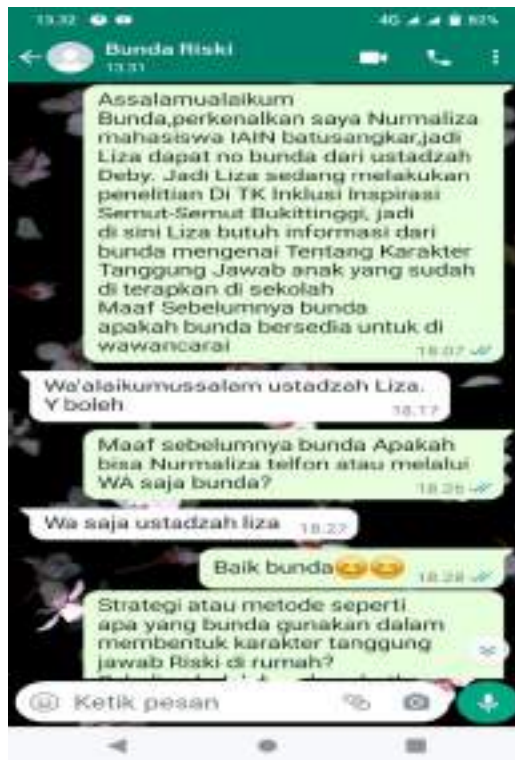 13.32 4G 82%
Bunda Riski
13.31
Assalamualaikum
Bunda,perkenalkan saya Nurmaliza
mahasiswa IAIN batusangkar,jadi
Liza dapat no bunda dari ustadzah
Deby. Jadi Liza sedang melakukan
penelitian Di TK Inklusi Inspirasi
Semut-Semut Bukittinggi, jadi
di sini Liza butuh informasi dari
bunda mengenai Tentang Karakter
Tanggung Jawab anak yang sudah
di terapkan di sekolah
Maaf Sebelumnya bunda
apakah bunda bersedia untuk di
wawancarai
18.07
Wa'alaikumussalam ustadzah Liza.
Y boleh
18.17
Maaf sebelumnya bunda Apakah
bisa Nurmaliza telfon atau melalui
WA saja bunda?
18.26
Wa saja ustadzah liza 18.27
Baik bunda😄😄 18.28
Strategi atau metode seperti
apa yang bunda gunakan dalam
membentuk karakter tanggung
jawab Riski di rumah?
Ketik pesan